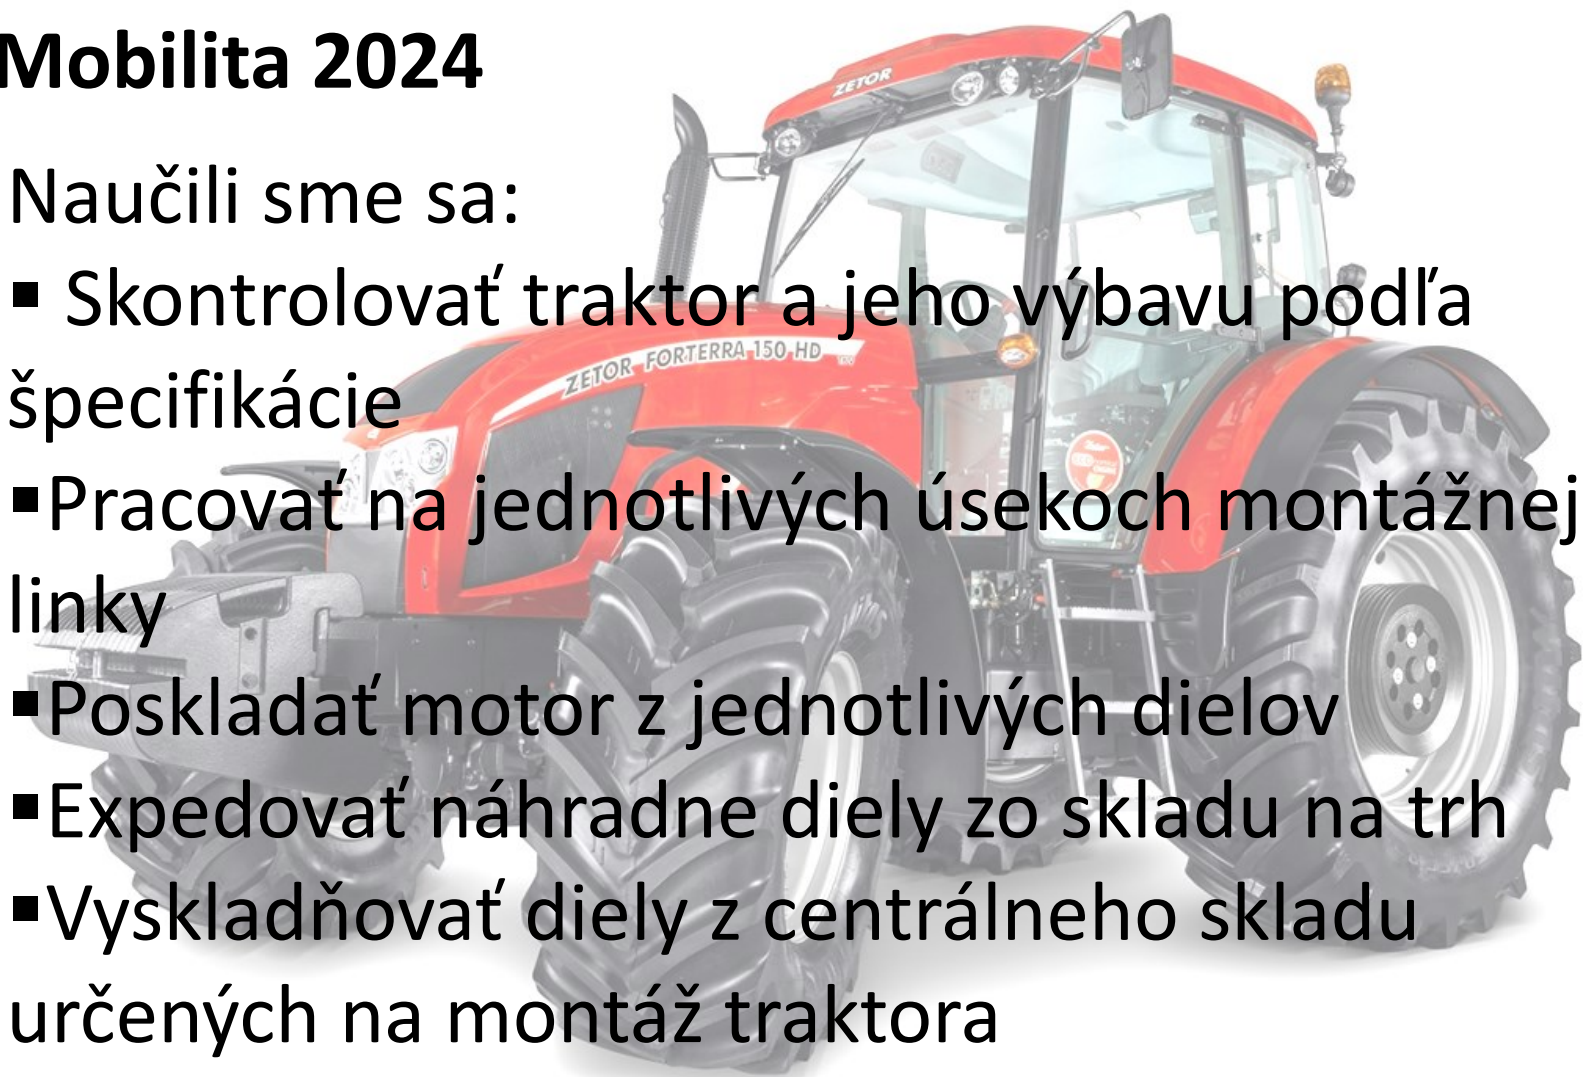 Mobilita 2024
Naučili sme sa:
▪ Skontrolovať traktor a jeho výbavu podľa
špecifikácie
▪Pracovať na jednotlivých úsekoch montážnej
linky
▪Poskladať motor z jednotlivých dielov
▪Expedovať náhradne diely zo skladu na trh
▪Vyskladňovať diely z centrálneho skladu
určených na montáž traktora
ZETOR
ZETOR FORTERRA 150 HD